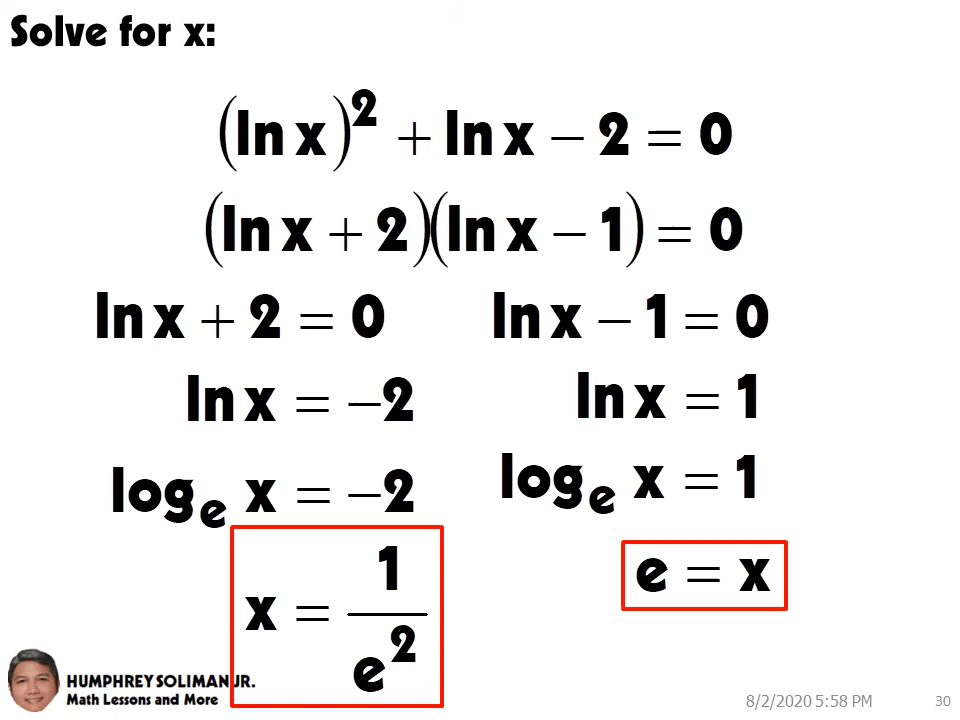 Solve for x:
(ln x)² + ln x − 2 = 0
(ln x + 2)(ln x − 1) = 0
ln x + 2 = 0
ln x = −2
logₑ x = −2
x = 1/e²
ln x − 1 = 0
ln x = 1
logₑ x = 1
e = x
HUMPHREY SOLIMAN JR.
Math Lessons and More
8/2/2020 5:58 PM
30